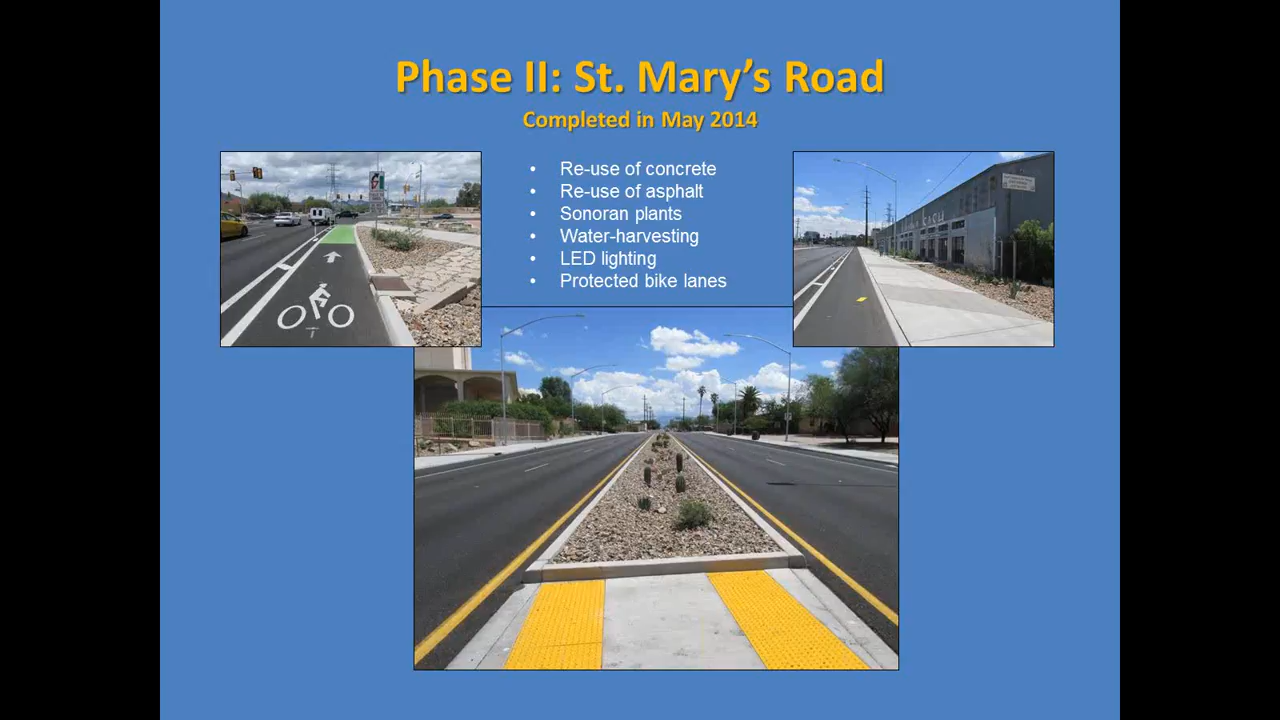 Phase II: St. Mary's Road
Completed in May 2014
• Re-use of concrete
• Re-use of asphalt
• Sonoran plants
• Water-harvesting
• LED lighting
• Protected bike lanes